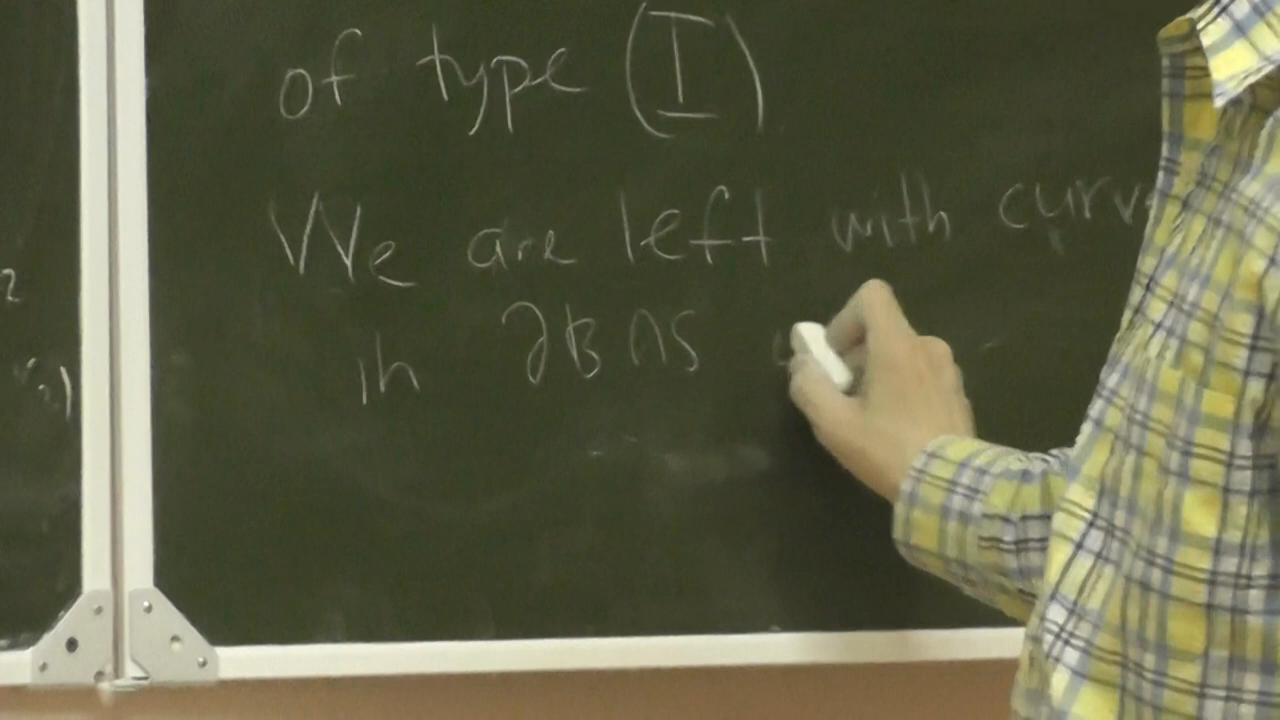 of type (I)
We are left with curv
in ∂B∩S